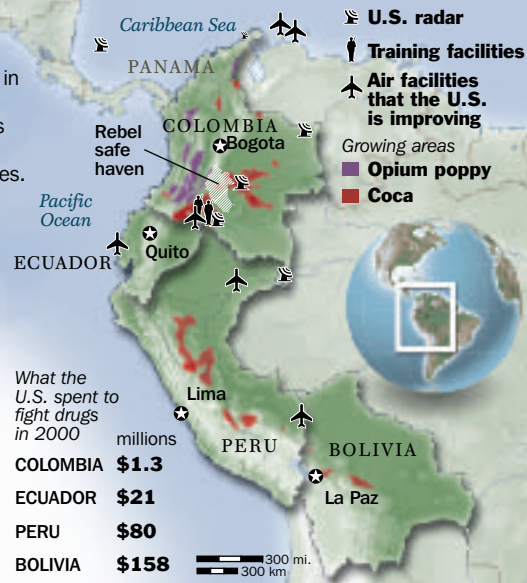 Caribbean Sea
PANAMA
in
s
es.
COLOMBIA
Bogota
Rebel
safe
haven
Pacific
Ocean
Quito
ECUADOR
Lima
PERU
BOLIVIA
La Paz
U.S. radar
Training facilities
Air facilities
that the U.S.
is improving
Growing areas
Opium poppy
Coca
What the
U.S. spent to
fight drugs
in 2000
millions
COLOMBIA $1.3
ECUADOR $21
PERU $80
BOLIVIA $158
300 mi.
300 km